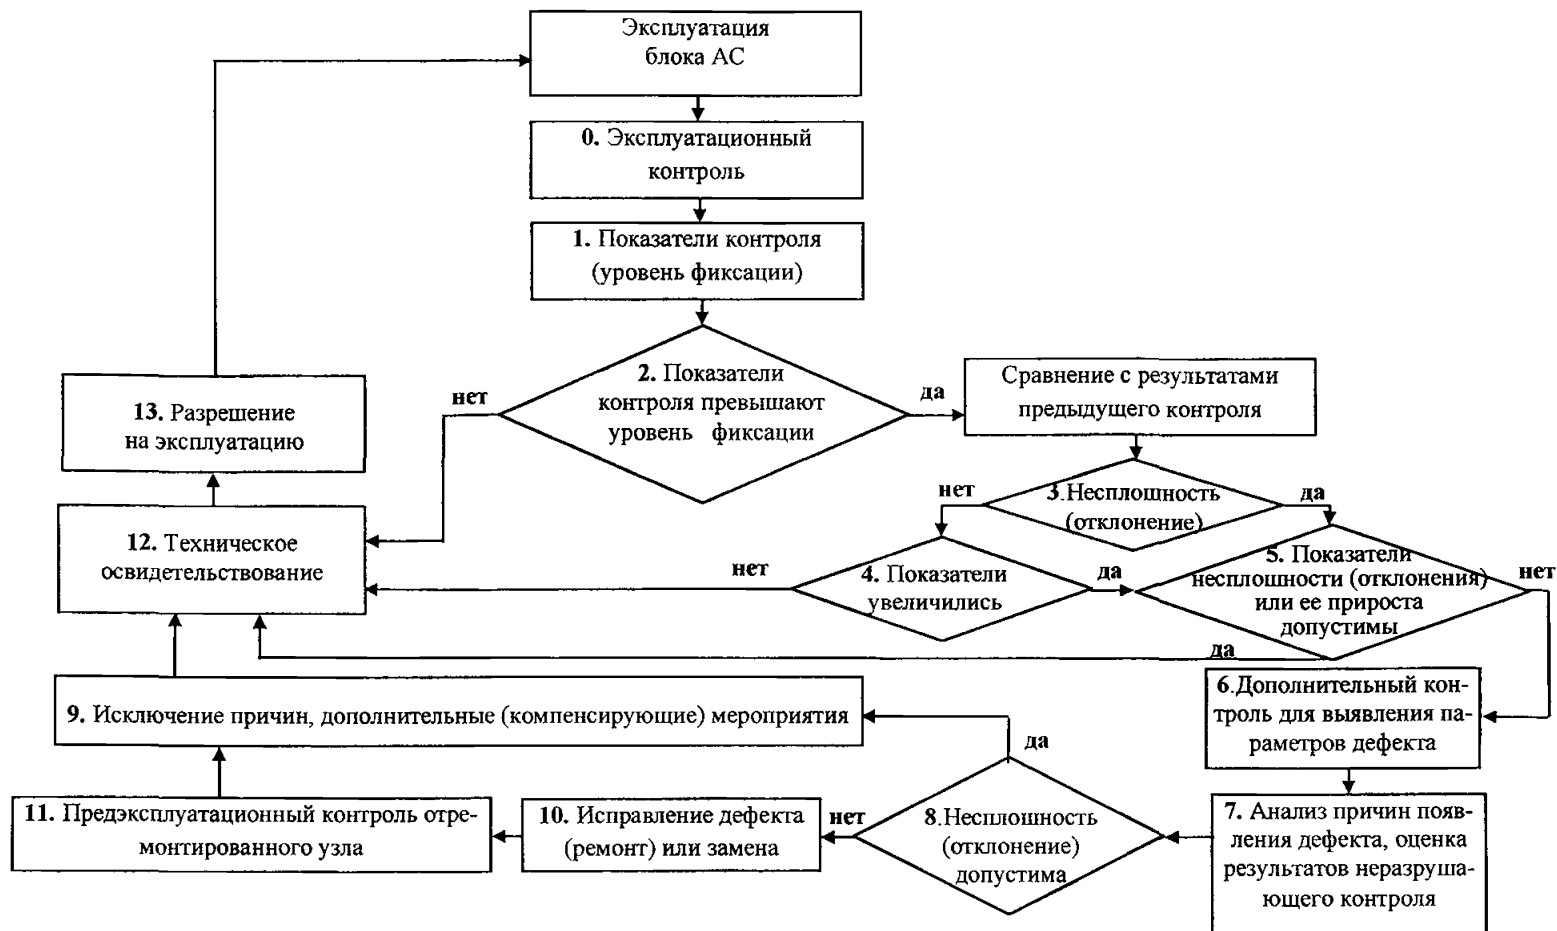 Эксплуатация
блока АС
0. Эксплуатационный
контроль
1. Показатели контроля
(уровень фиксации)
2. Показатели
контроля превышают
уровень фиксации
нет
да
Сравнение с результатами
предыдущего контроля
13. Разрешение
на эксплуатацию
3.Несплошность
(отклонение)
нет
да
12. Техническое
освидетельствование
4. Показатели
увеличились
нет
да
5. Показатели
несплошности (отклонения)
или ее прироста
допустимы
нет
да
6.Дополнительный кон-
троль для выявления па-
раметров дефекта
7. Анализ причин появ-
ления дефекта, оценка
результатов неразруша-
ющего контроля
8.Несплошность
(отклонение)
допустима
да
нет
9. Исключение причин, дополнительные (компенсирующие) мероприятия
10. Исправление дефекта
(ремонт) или замена
11. Предэксплуатационный контроль отре-
монтированного узла